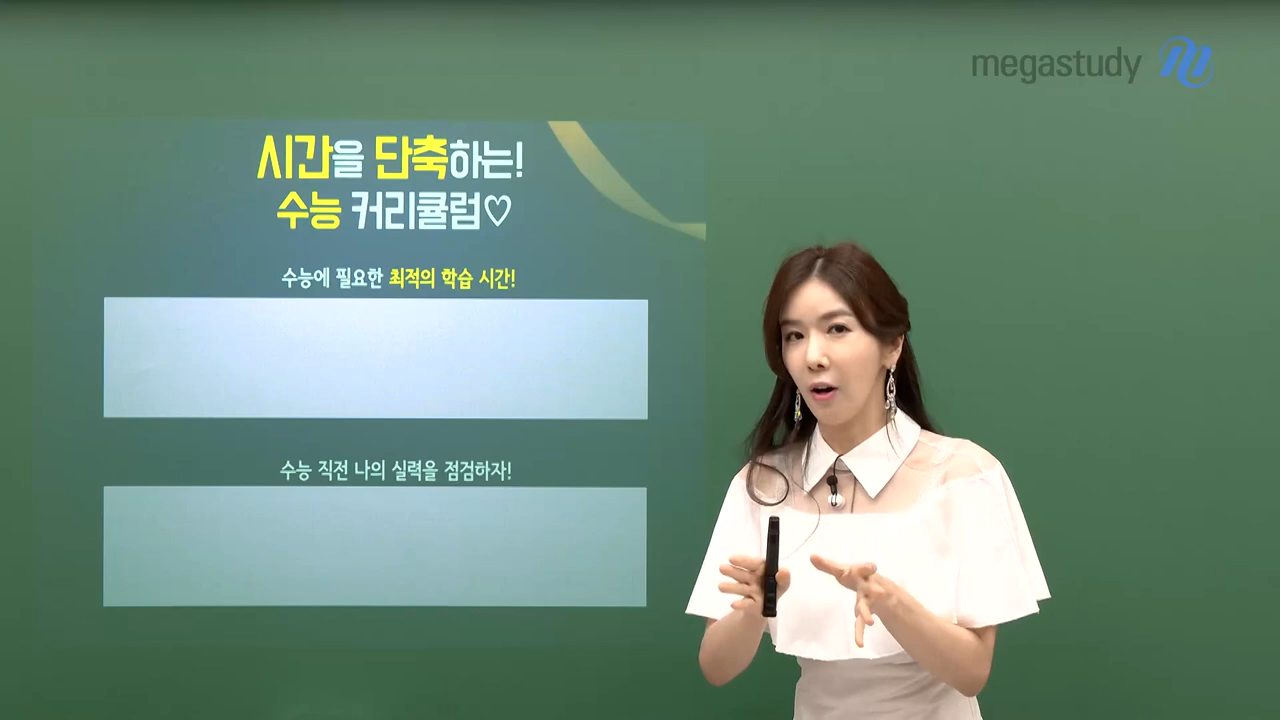 megastudy
시간을 단축하는!
수능 커리큘럼♡
수능에 필요한 최적의 학습 시간!
수능 직전 나의 실력을 점검하자!